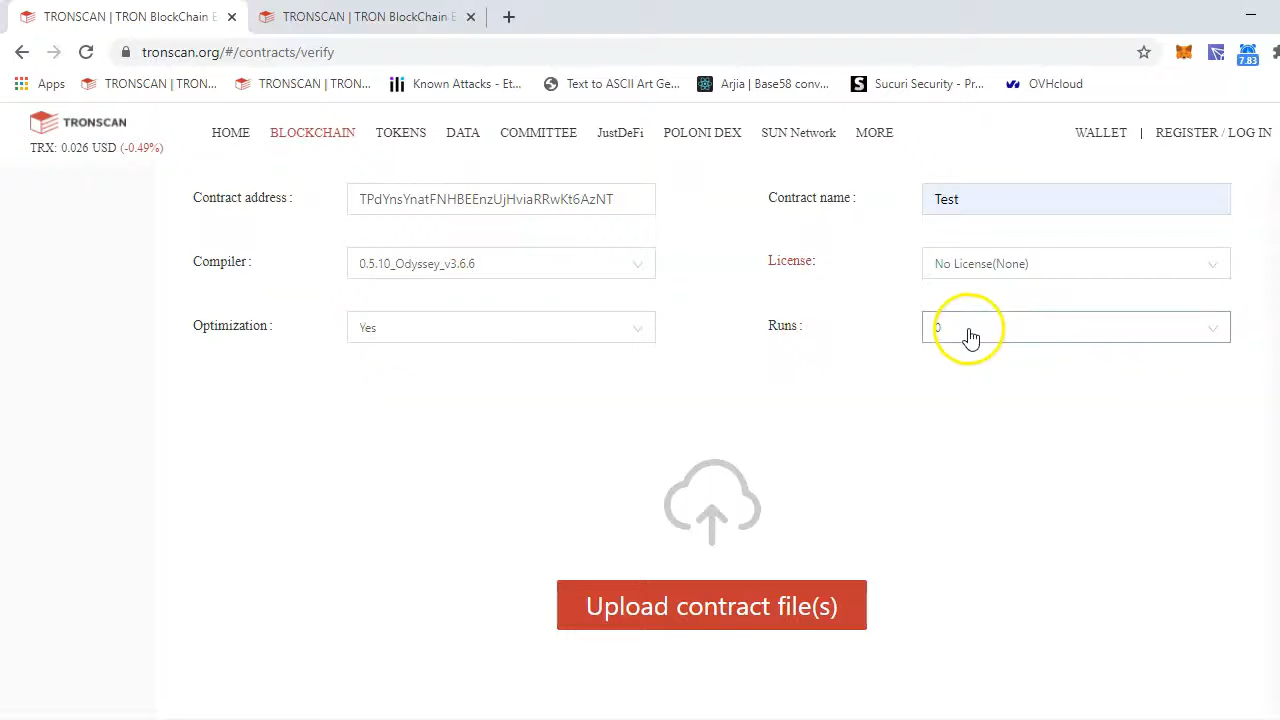 TRONSCAN | TRON BlockChain E
TRONSCAN | TRON BlockChain E
tronscan.org/#/contracts/verify
7.83
Apps
TRONSCAN | TRON...
TRONSCAN | TRON...
Known Attacks - Et...
Text to ASCII Art Ge...
Arjia | Base58 conv...
S
Sucuri Security - Pr...
OVHcloud
TRONSCAN
TRX: 0.026 USD (-0.49%)
HOME
BLOCKCHAIN
TOKENS
DATA
COMMITTEE
JustDeFi
POLONI DEX
SUN Network
MORE
WALLET | REGISTER / LOG IN
Contract address :
TPdYnsYnatFNHBEEnzUjHviaRRwKt6AzNT
Contract name :
Test
Compiler :
0.5.10_Odyssey_v3.6.6
License:
No License(None)
Optimization :
Yes
Runs :
0
Upload contract file(s)